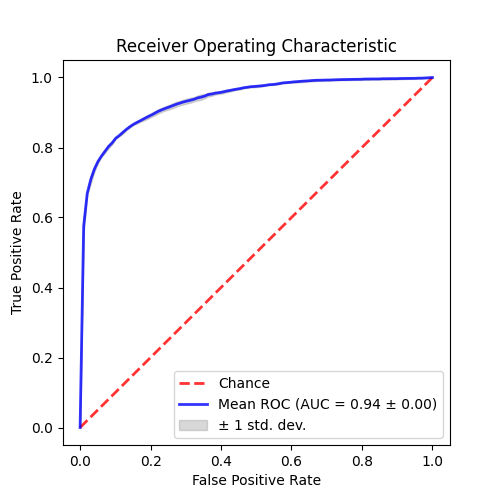 Receiver Operating Characteristic
True Positive Rate
1.0
0.8
0.6
0.4
0.2
0.0
Chance
Mean ROC (AUC = 0.94 ± 0.00)
± 1 std. dev.
0.0 0.2 0.4 0.6 0.8 1.0
False Positive Rate